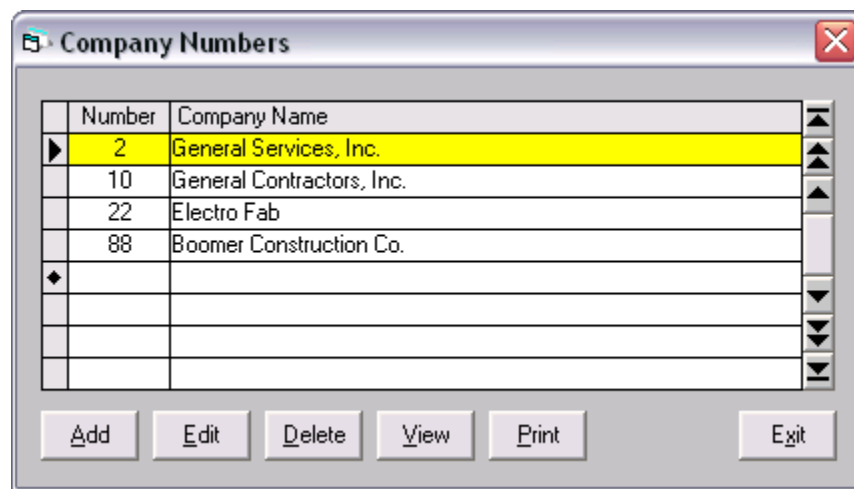 Company Numbers
Number Company Name
2 General Services, Inc.
10 General Contractors, Inc.
22 Electro Fab
88 Boomer Construction Co.
Add Edit Delete View Print Exit